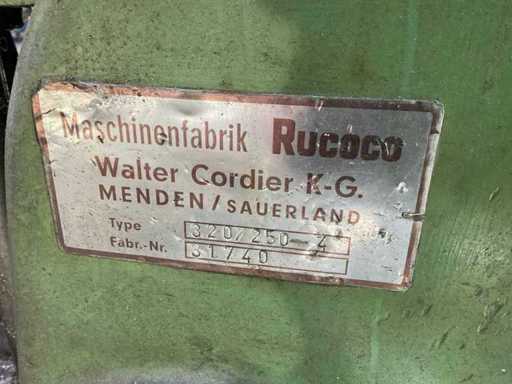 Maschinenfabrik Rucoco
Walter Cordier K-G.
MENDEN/SAUERLAND
Type 320/250-4
Fabr.-Nr. 31740